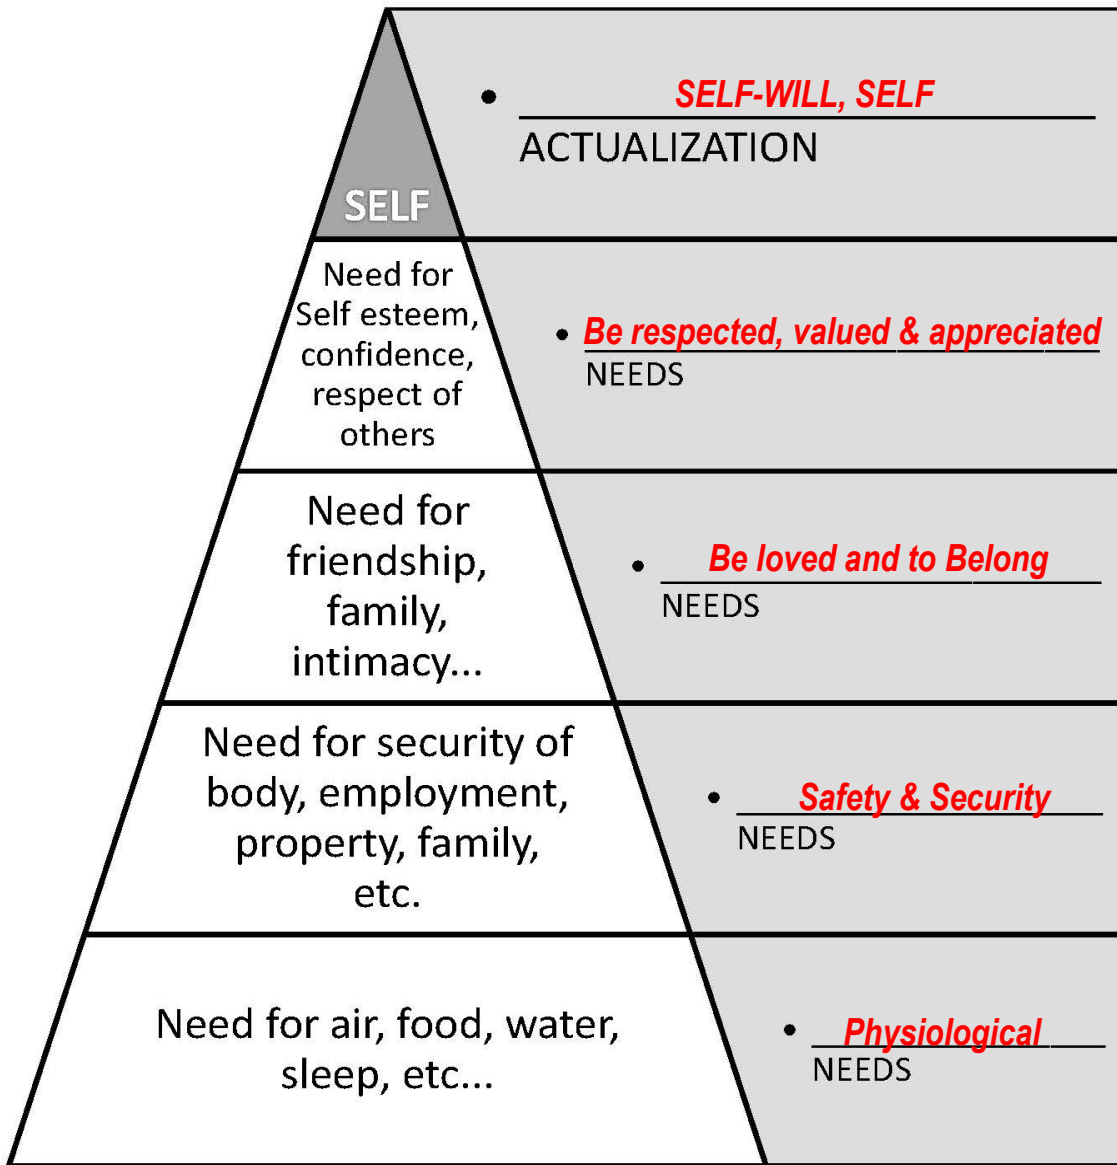 • SELF-WILL, SELF
ACTUALIZATION
SELF
Need for
Self esteem,
confidence,
respect of
others
• Be respected, valued & appreciated
NEEDS
Need for
friendship,
family,
intimacy...
• Be loved and to Belong
NEEDS
Need for security of
body, employment,
property, family,
etc.
• Safety & Security
NEEDS
Need for air, food, water,
sleep, etc...
• Physiological
NEEDS